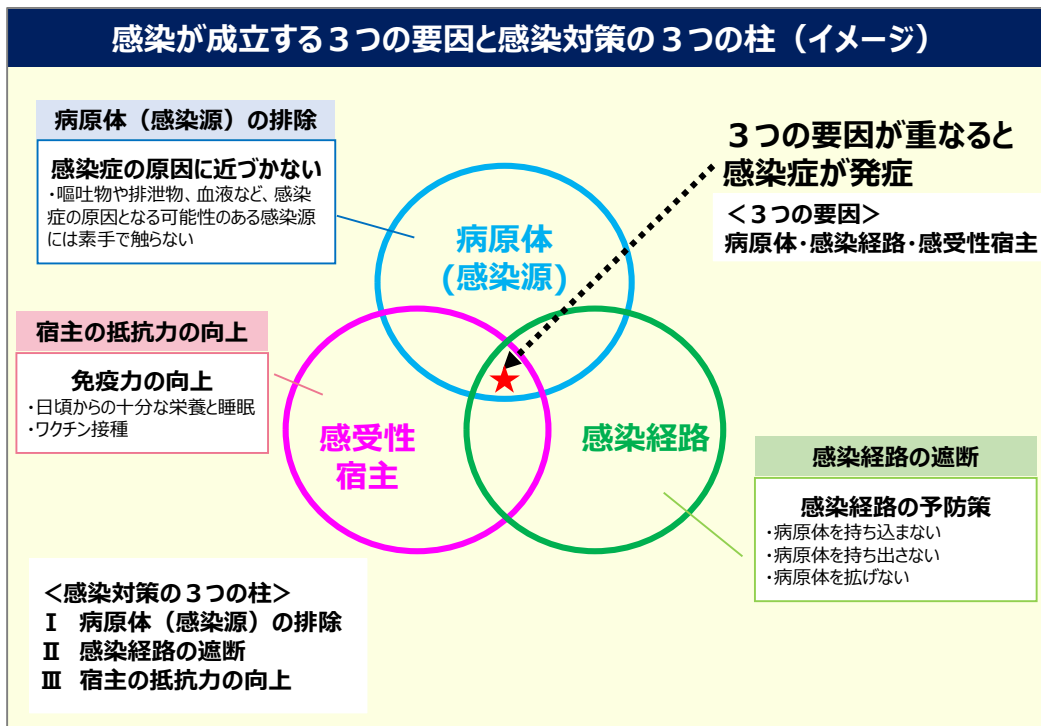 感染が成立する３つの要因と感染対策の３つの柱（イメージ）
病原体（感染源）の排除
感染症の原因に近づかない
・嘔吐物や排泄物、血液など、感染
症の原因となる可能性のある感染源
には素手で触らない
３つの要因が重なると
感染症が発症
＜３つの要因＞
病原体・感染経路・感受性宿主
病原体
(感染源)
宿主の抵抗力の向上
免疫力の向上
・日頃からの十分な栄養と睡眠
・ワクチン接種
感受性
宿主
感染経路
感染経路の遮断
感染経路の予防策
・病原体を持ち込まない
・病原体を持ち出さない
・病原体を拡げない
＜感染対策の３つの柱＞
Ⅰ　病原体（感染源）の排除
Ⅱ　感染経路の遮断
Ⅲ　宿主の抵抗力の向上